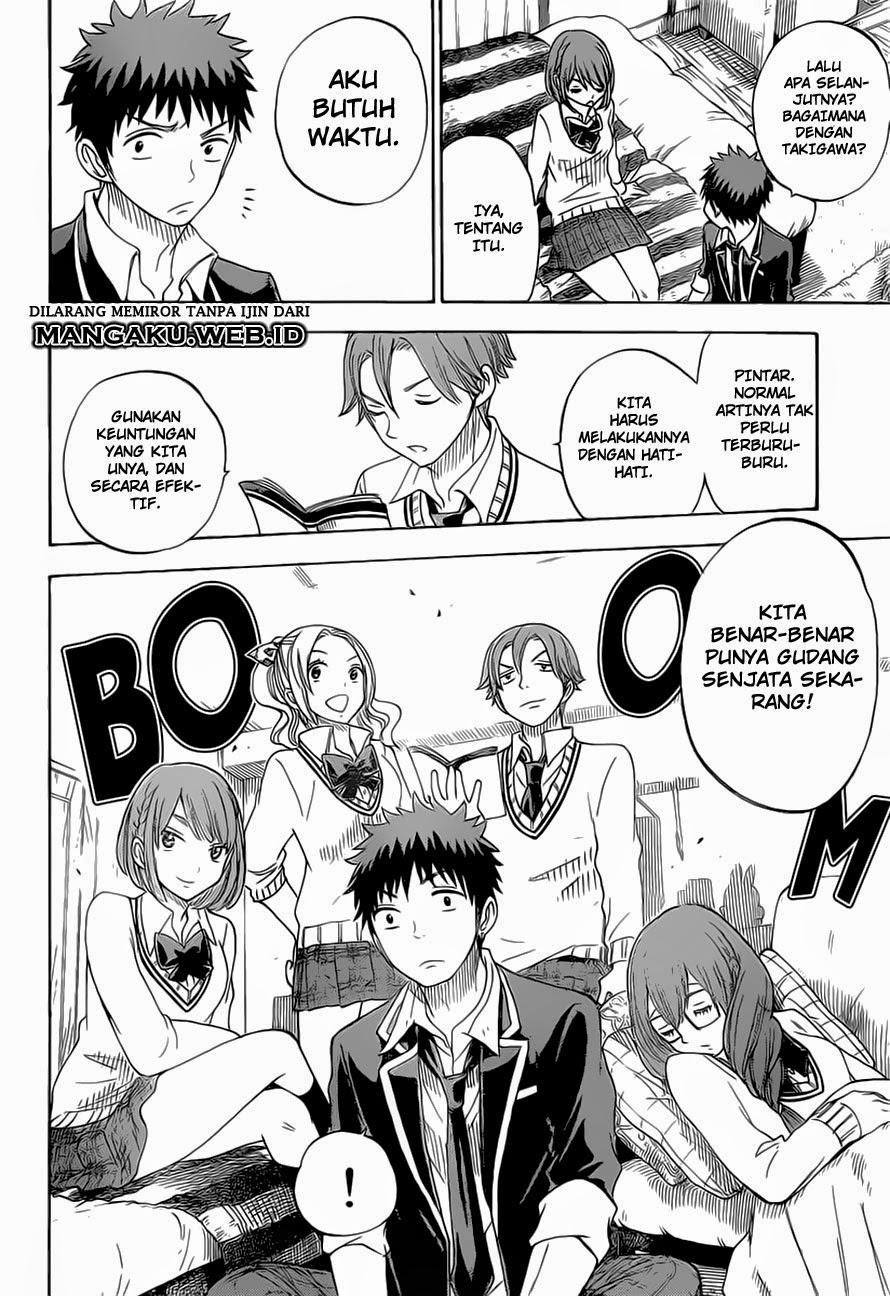 LALU
APA SELAN-
JUTNYA?
BAGAIMANA
DENGAN
TAKIGAWA?
IYA,
TENTANG
ITU.
AKU
BUTUH
WAKTU.
DILARANG MEMIROR TANPA IJIN DARI
MANGAKU.WEB.ID
PINTAR.
NORMAL
ARTINYA TAK
PERLU
TERBURU-
BURU.
KITA
HARUS
MELAKUKANNYA
DENGAN HATI-
HATI.
GUNAKAN
KEUNTUNGAN
YANG KITA
UNYA, DAN
SECARA EFEK-
TIF.
KITA
BENAR-BENAR
PUNYA GUDANG
SENJATA SEKA-
RANG!
BOOM
!